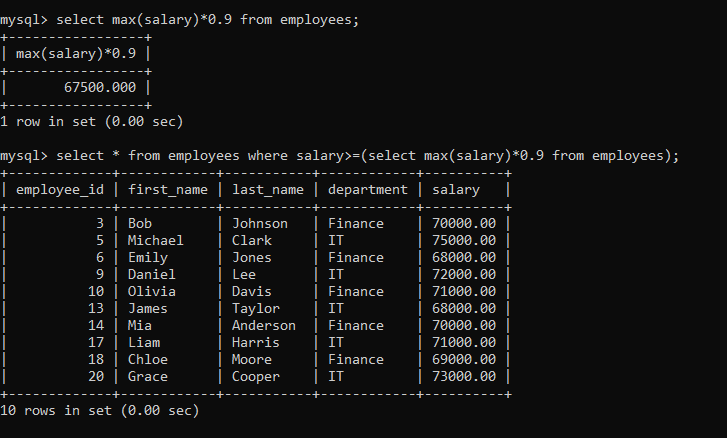 mysql> select max(salary)*0.9 from employees;
+-----------------+
| max(salary)*0.9 |
+-----------------+
|       67500.000 |
+-----------------+
1 row in set (0.00 sec)
mysql> select * from employees where salary>=(select max(salary)*0.9 from employees);
+-------------+------------+-----------+------------+----------+
| employee_id | first_name | last_name | department | salary   |
+-------------+------------+-----------+------------+----------+
|           3 | Bob        | Johnson   | Finance    | 70000.00 |
|           5 | Michael    | Clark     | IT         | 75000.00 |
|           6 | Emily      | Jones     | Finance    | 68000.00 |
|           9 | Daniel     | Lee       | IT         | 72000.00 |
|          10 | Olivia     | Davis     | Finance    | 71000.00 |
|          13 | James      | Taylor    | IT         | 68000.00 |
|          14 | Mia        | Anderson  | Finance    | 70000.00 |
|          17 | Liam       | Harris    | IT         | 71000.00 |
|          18 | Chloe      | Moore     | Finance    | 69000.00 |
|          20 | Grace      | Cooper    | IT         | 73000.00 |
+-------------+------------+-----------+------------+----------+
10 rows in set (0.00 sec)